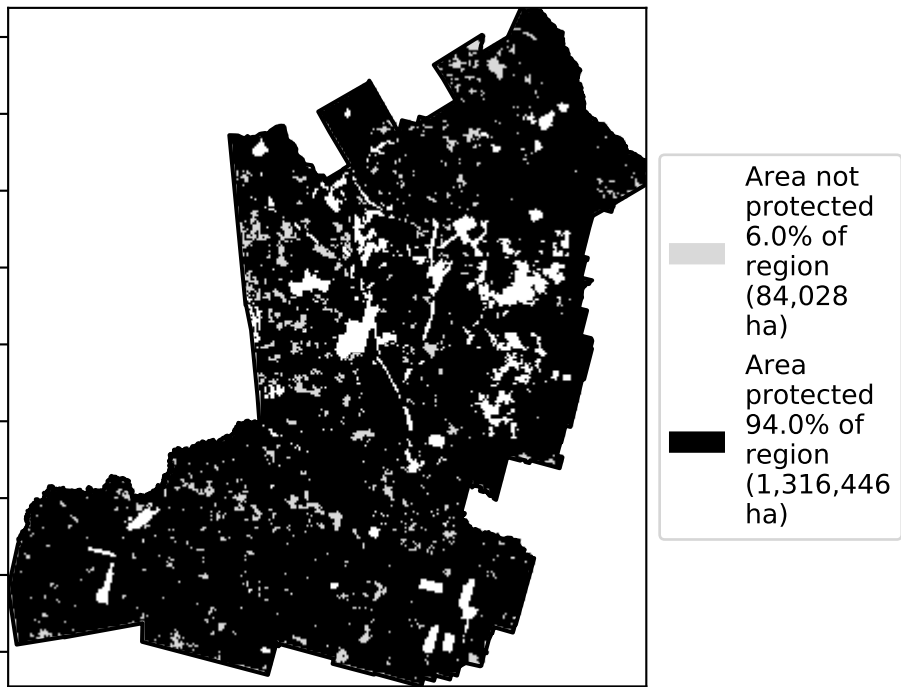 Area not
protected
6.0% of
region
(84,028
ha)
Area
protected
94.0% of
region
(1,316,446
ha)